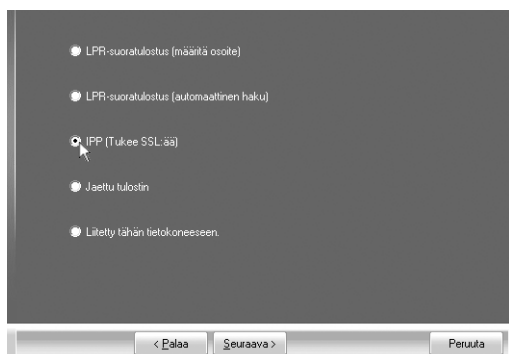 LPR-suoratulostus (määritä osoite)
LPR-suoratulostus (automaattinen haku)
IPP (Tukee SSL:ää)
Jaettu tulostin
Liitetty tähän tietokoneeseen.
< Palaa Seuraava > Peruuta